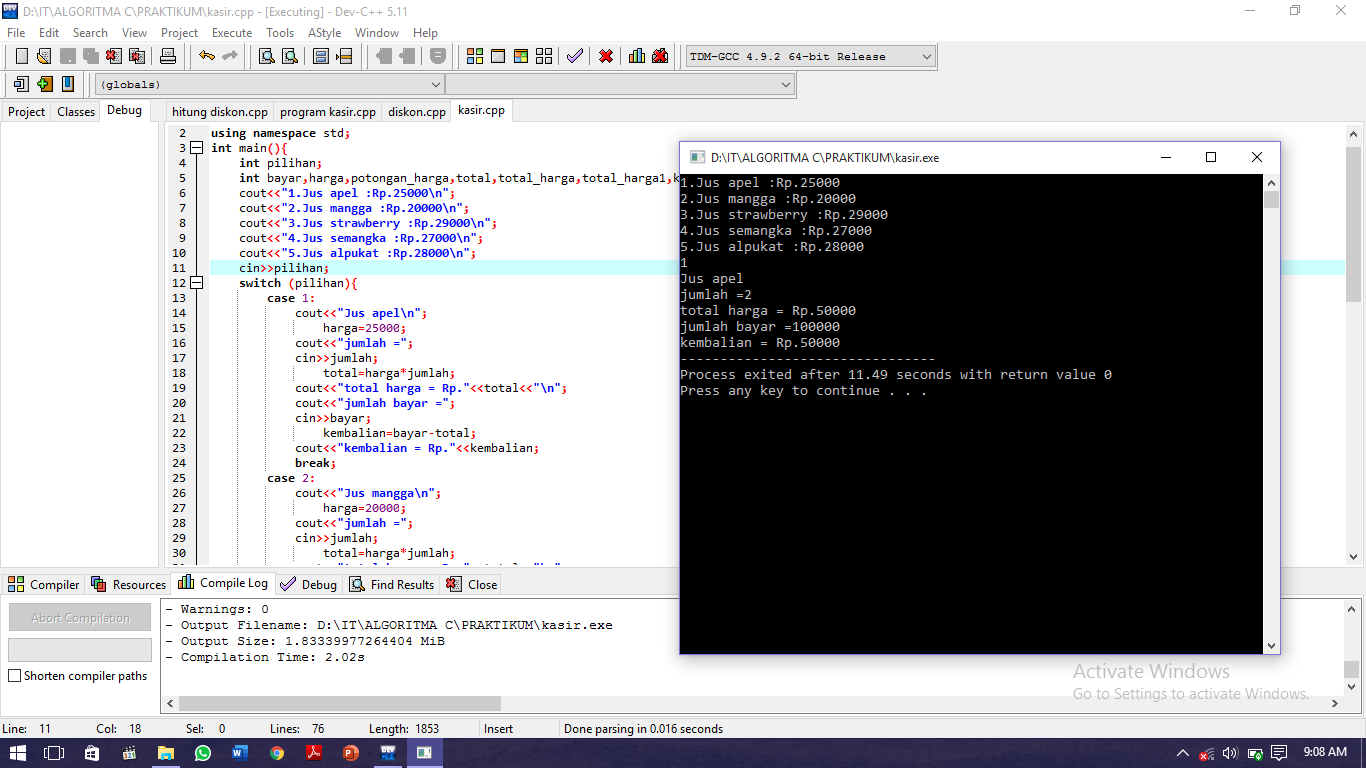 D:\IT\ALGORITMA C\PRAKTIKUM\kasir.cpp - [Executing] - Dev-C++ 5.11
File Edit Search View Project Execute Tools AStyle Window Help
TDM-GCC 4.9.2 64-bit Release
(globals)
Project Classes Debug
hitung diskon.cpp program kasir.cpp diskon.cpp kasir.cpp
2 using namespace std;
3 int main(){
4 int pilihan;
5 int bayar,harga,potongan_harga,total,total_harga,total_harga1,k
6 cout<<"1.Jus apel :Rp.25000\n";
7 cout<<"2.Jus mangga :Rp.20000\n";
8 cout<<"3.Jus strawberry :Rp.29000\n";
9 cout<<"4.Jus semangka :Rp.27000\n";
10 cout<<"5.Jus alpukat :Rp.28000\n";
11 cin>>pilihan;
12 switch (pilihan){
13 case 1:
14 cout<<"Jus apel\n";
15 harga=25000;
16 cout<<"jumlah =";
17 cin>>jumlah;
18 total=harga*jumlah;
19 cout<<"total harga = Rp."<<total<<"\n";
20 cout<<"jumlah bayar =";
21 cin>>bayar;
22 kembalian=bayar-total;
23 cout<<"kembalian = Rp."<<kembalian;
24 break;
25 case 2:
26 cout<<"Jus mangga\n";
27 harga=20000;
28 cout<<"jumlah =";
29 cin>>jumlah;
30 total=harga*jumlah;
D:\IT\ALGORITMA C\PRAKTIKUM\kasir.exe
1.Jus apel :Rp.25000
2.Jus mangga :Rp.20000
3.Jus strawberry :Rp.29000
4.Jus semangka :Rp.27000
5.Jus alpukat :Rp.28000
1
Jus apel
jumlah =2
total harga = Rp.50000
jumlah bayar =100000
kembalian = Rp.50000
--------------------------------
Process exited after 11.49 seconds with return value 0
Press any key to continue . . .
Compiler Resources Compile Log Debug Find Results Close
Abort Compilation
Shorten compiler paths
- Warnings: 0
- Output Filename: D:\IT\ALGORITMA C\PRAKTIKUM\kasir.exe
- Output Size: 1.83339977264404 MiB
- Compilation Time: 2.02s
Activate Windows
Go to Settings to activate Windows.
Line: 11 Col: 18 Sel: 0 Lines: 76 Length: 1853 Insert Done parsing in 0.016 seconds
9:08 AM